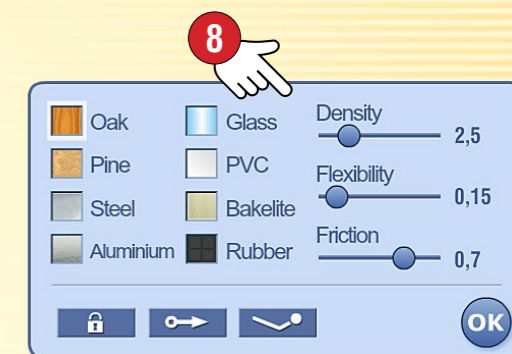 8
Oak
Glass
Density
2,5
Pine
PVC
Flexibility
0,15
Steel
Bakelite
Friction
0,7
Aluminium
Rubber
OK